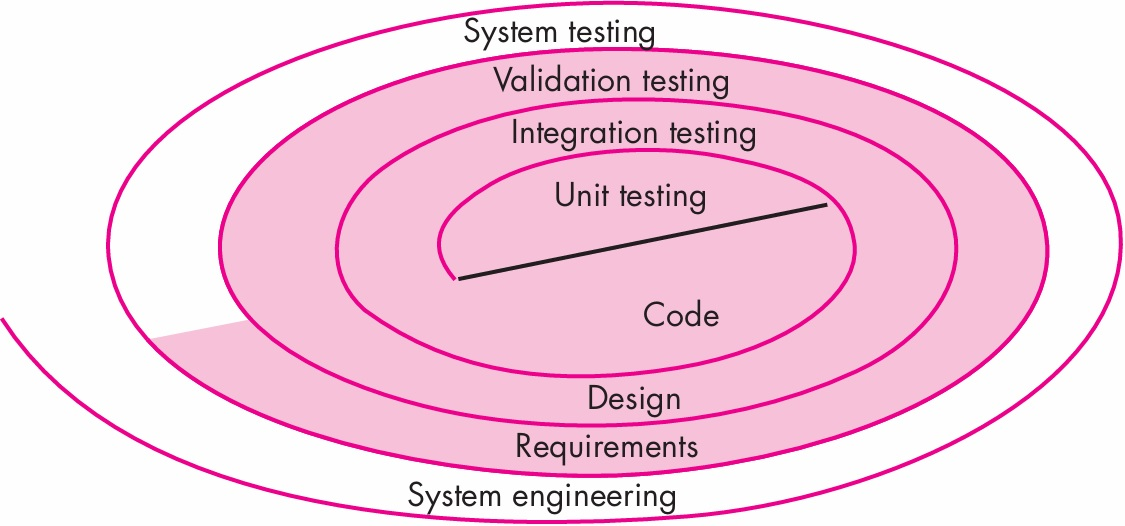 System testing
Validation testing
Integration testing
Unit testing
Code
Design
Requirements
System engineering